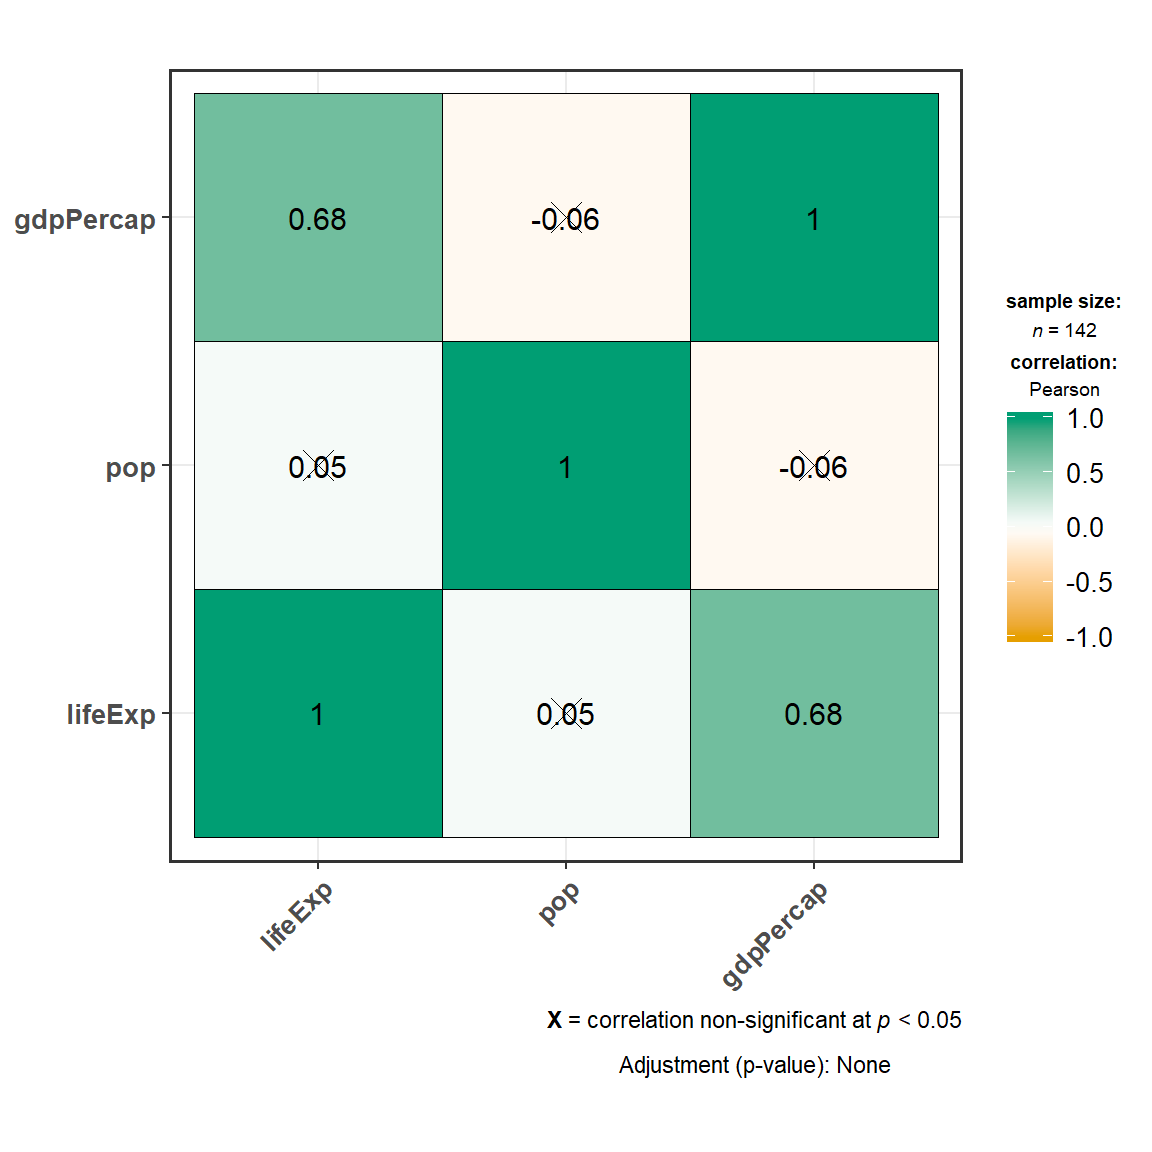 gdpPercap
0.68
-0.06
1
pop
0.05
1
-0.06
lifeExp
1
0.05
0.68
lifeExp
pop
gdpPercap
sample size:
n = 142
correlation:
Pearson
1.0
0.5
0.0
-0.5
-1.0
X = correlation non-significant at p < 0.05
Adjustment (p-value): None